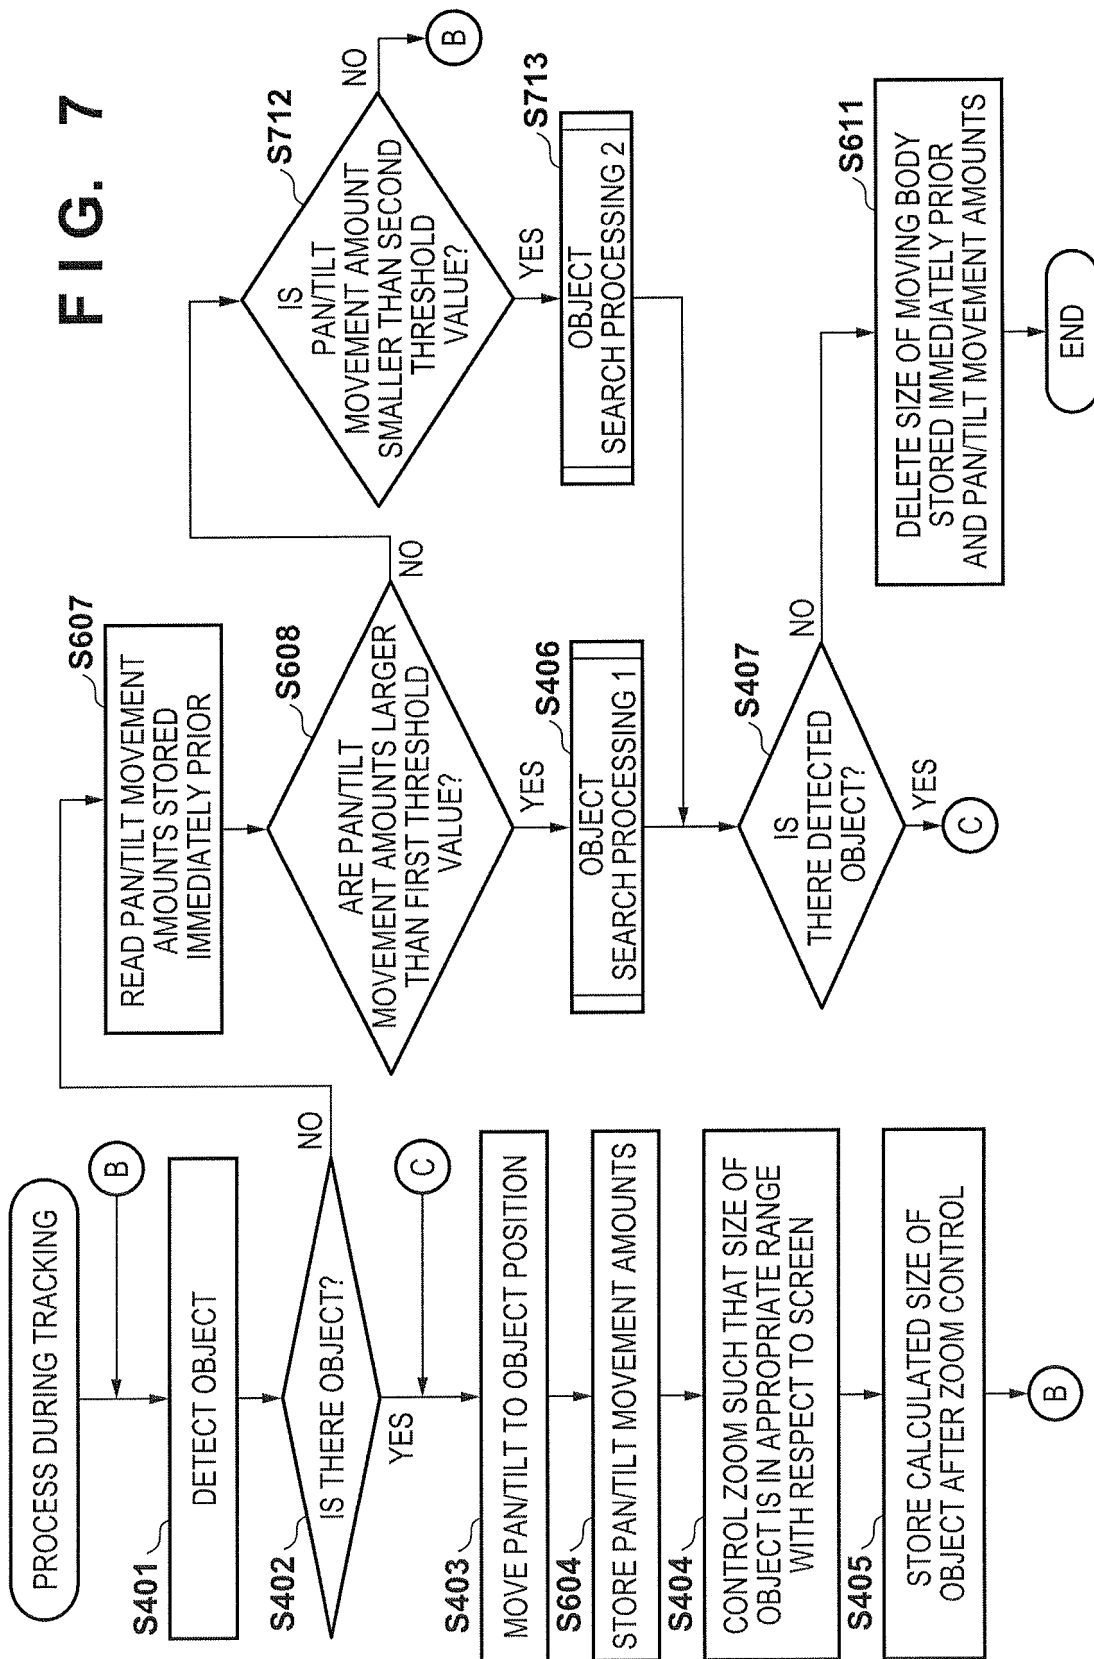 FIG. 7
PROCESS DURING TRACKING
B
S401
DETECT OBJECT
S402
IS THERE OBJECT?
NO
YES
C
S403
MOVE PAN/TILT TO OBJECT POSITION
S604
STORE PAN/TILT MOVEMENT AMOUNTS
S404
CONTROL ZOOM SUCH THAT SIZE OF
OBJECT IS IN APPROPRIATE RANGE
WITH RESPECT TO SCREEN
S405
STORE CALCULATED SIZE OF
OBJECT AFTER ZOOM CONTROL
B
S607
READ PAN/TILT MOVEMENT
AMOUNTS STORED
IMMEDIATELY PRIOR
S608
ARE PAN/TILT
MOVEMENT AMOUNTS LARGER
THAN FIRST THRESHOLD
VALUE?
NO
YES
S406
OBJECT
SEARCH PROCESSING 1
S407
IS
THERE DETECTED
OBJECT?
NO
YES
C
S712
IS
PAN/TILT
MOVEMENT AMOUNT
SMALLER THAN SECOND
THRESHOLD
VALUE?
NO
B
YES
S713
OBJECT
SEARCH PROCESSING 2
S611
DELETE SIZE OF MOVING BODY
STORED IMMEDIATELY PRIOR
AND PAN/TILT MOVEMENT AMOUNTS
END